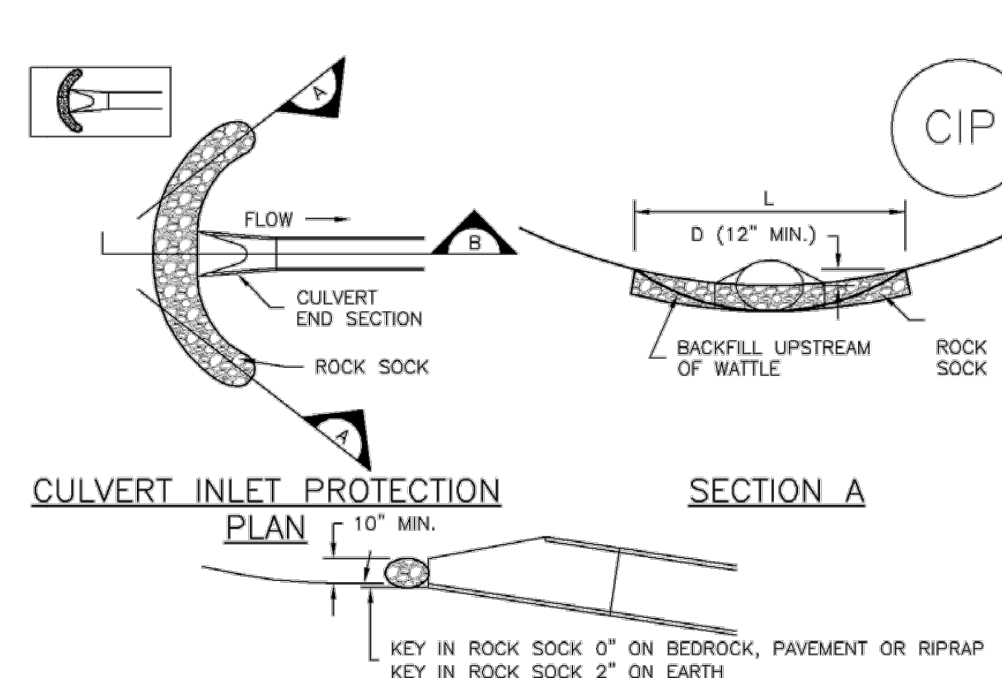 A
CIP
FLOW
B
L
D (12" MIN.)
CULVERT
END SECTION
ROCK SOCK
BACKFILL UPSTREAM
OF WATTLE
ROCK
SOCK
A
CULVERT INLET PROTECTION
PLAN
SECTION A
10" MIN.
KEY IN ROCK SOCK 0" ON BEDROCK, PAVEMENT OR RIPRAP
KEY IN ROCK SOCK 2" ON EARTH